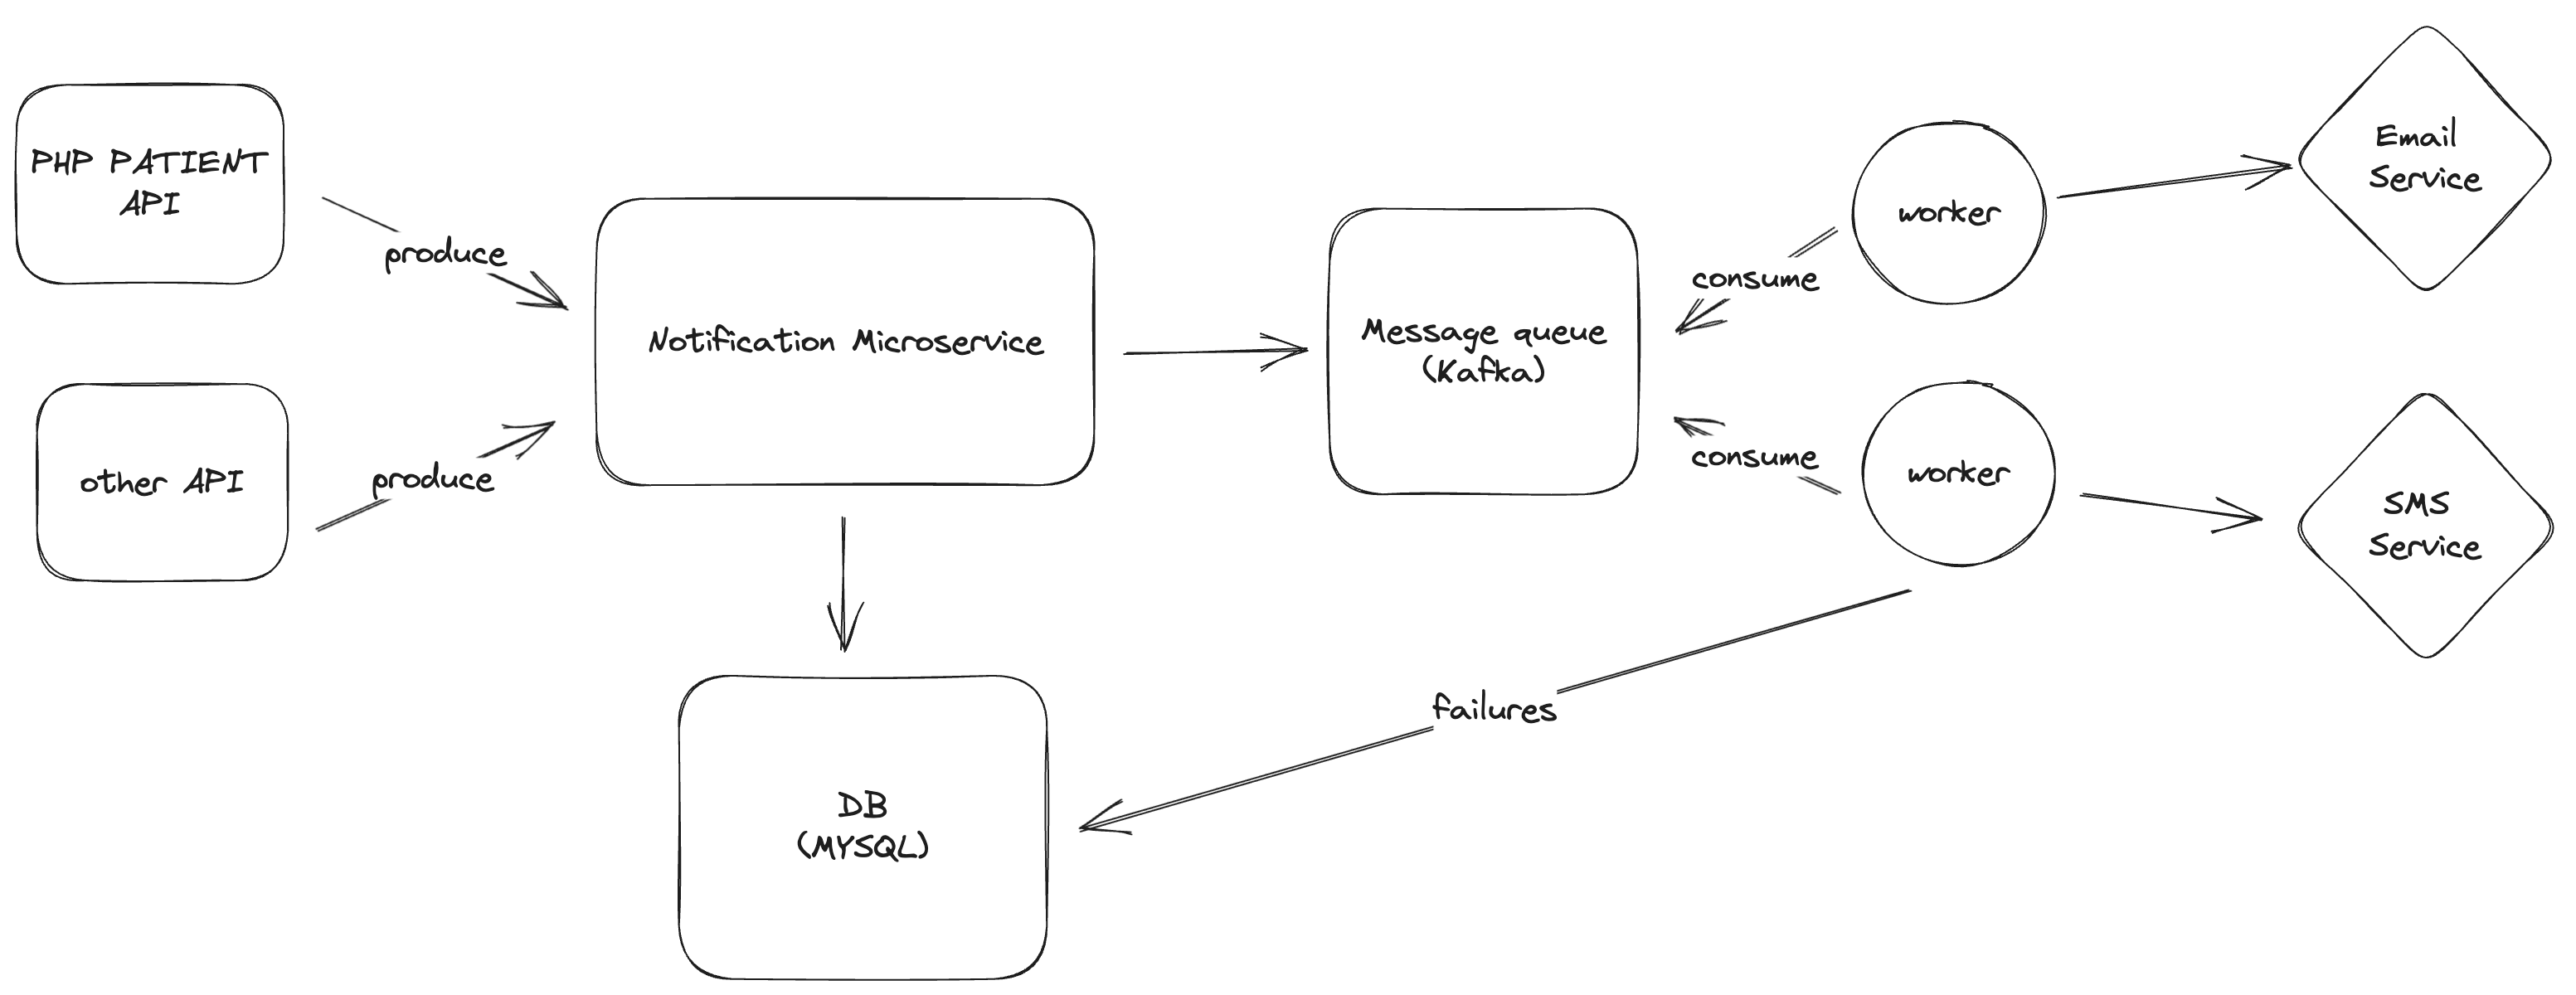 PHP PATIENT
API
produce
other API
produce
Notification Microservice
Message queue
(Kafka)
consume
consume
worker
worker
Email
Service
SMS
Service
failures
DB
(MYSQL)